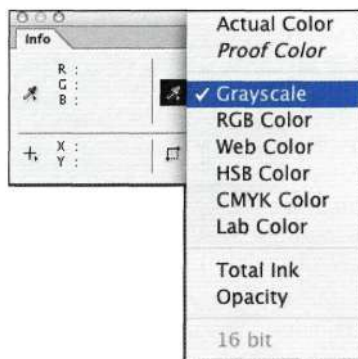 Info
R :
G :
B :
X :
Y :
Actual Color
Proof Color
✓ Grayscale
RGB Color
Web Color
HSB Color
CMYK Color
Lab Color
Total Ink
Opacity
16 bit